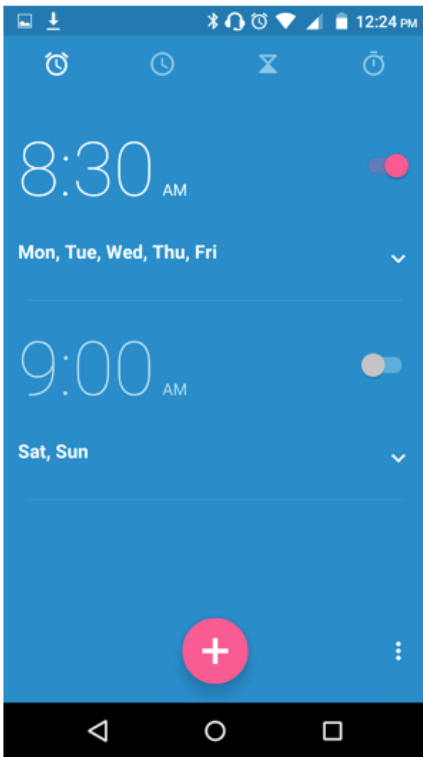 12:24 PM
8:30 AM
Mon, Tue, Wed, Thu, Fri
9:00 AM
Sat, Sun